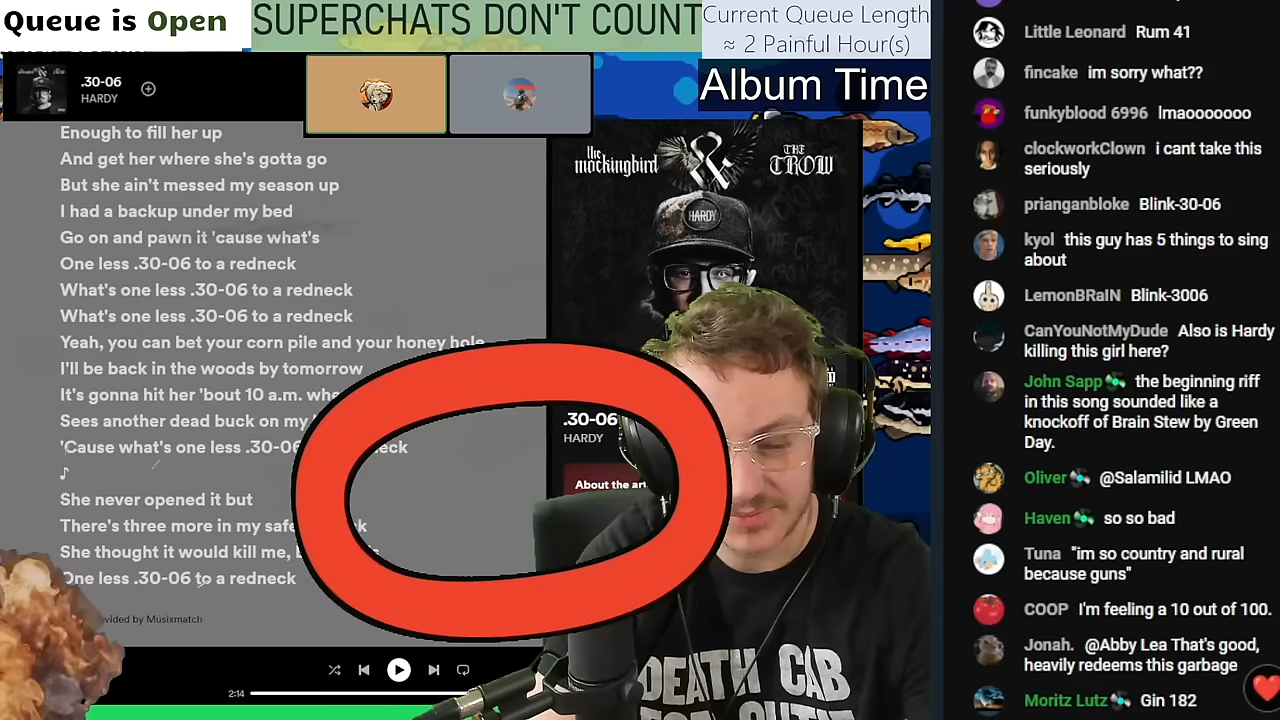 Queue is Open
SUPERCHATS DON'T COUNT
Current Queue Length
≈ 2 Painful Hour(s)
Album Time
.30-06
HARDY
Enough to fill her up
And get her where she's gotta go
But she ain't messed my season up
I had a backup under my bed
Go on and pawn it 'cause what's
One less .30-06 to a redneck
What's one less .30-06 to a redneck
What's one less .30-06 to a redneck
Yeah, you can bet your corn pile and your honey hole
I'll be back in the woods by tomorrow
It's gonna hit her 'bout 10 a.m.
Sees another dead buck on my
'Cause what's one less .30-06
♪
She never opened it but
There's three more in my safe
She thought it would kill me,
One less .30-06 to a redneck
by Musixmatch
2:14
the mockingbird
&
THE CROW
HARDY
.30-06
HARDY
About the
DEATH CAB
Little Leonard Rum 41
fincake im sorry what??
funkyblood 6996 lmaooooooo
clockworkClown i cant take this
seriously
prianganbloke Blink-30-06
kyol this guy has 5 things to sing
about
LemonBRaIN Blink-3006
CanYouNotMyDude Also is Hardy
killing this girl here?
John Sapp the beginning riff
in this song sounded like a
knockoff of Brain Stew by Green
Day.
Oliver @Salamilid LMAO
Haven so so bad
Tuna "im so country and rural
because guns"
COOP I'm feeling a 10 out of 100.
Jonah. @Abby Lea That's good,
heavily redeems this garbage
Moritz Lutz Gin 182